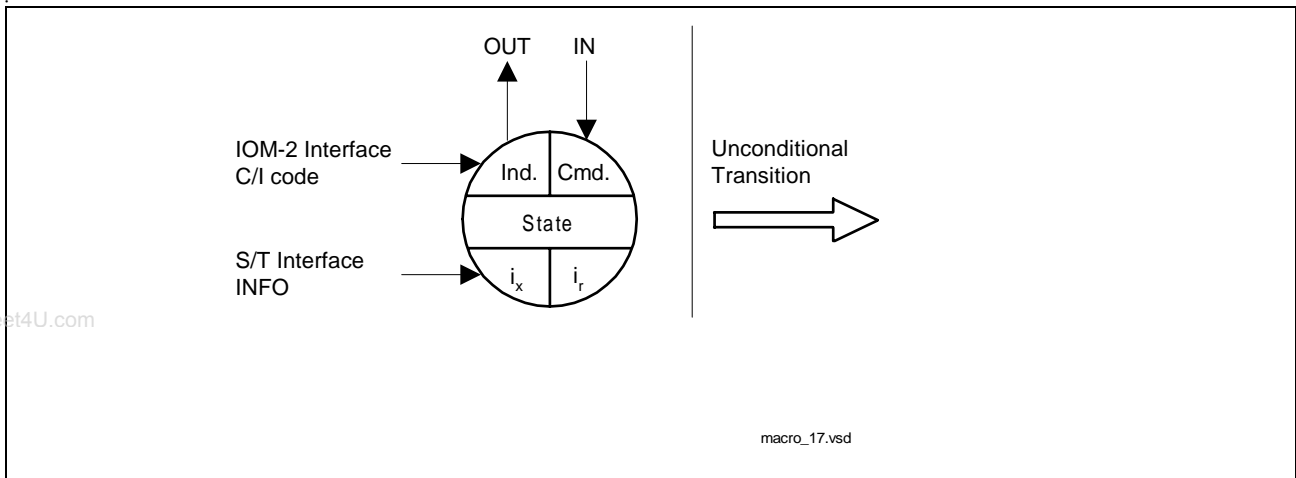 OUT IN
IOM-2 Interface
C/I code
Ind. Cmd.
Unconditional
Transition
State
S/T Interface
INFO
iₓ iᵣ
et4U.com
macro_17.vsd